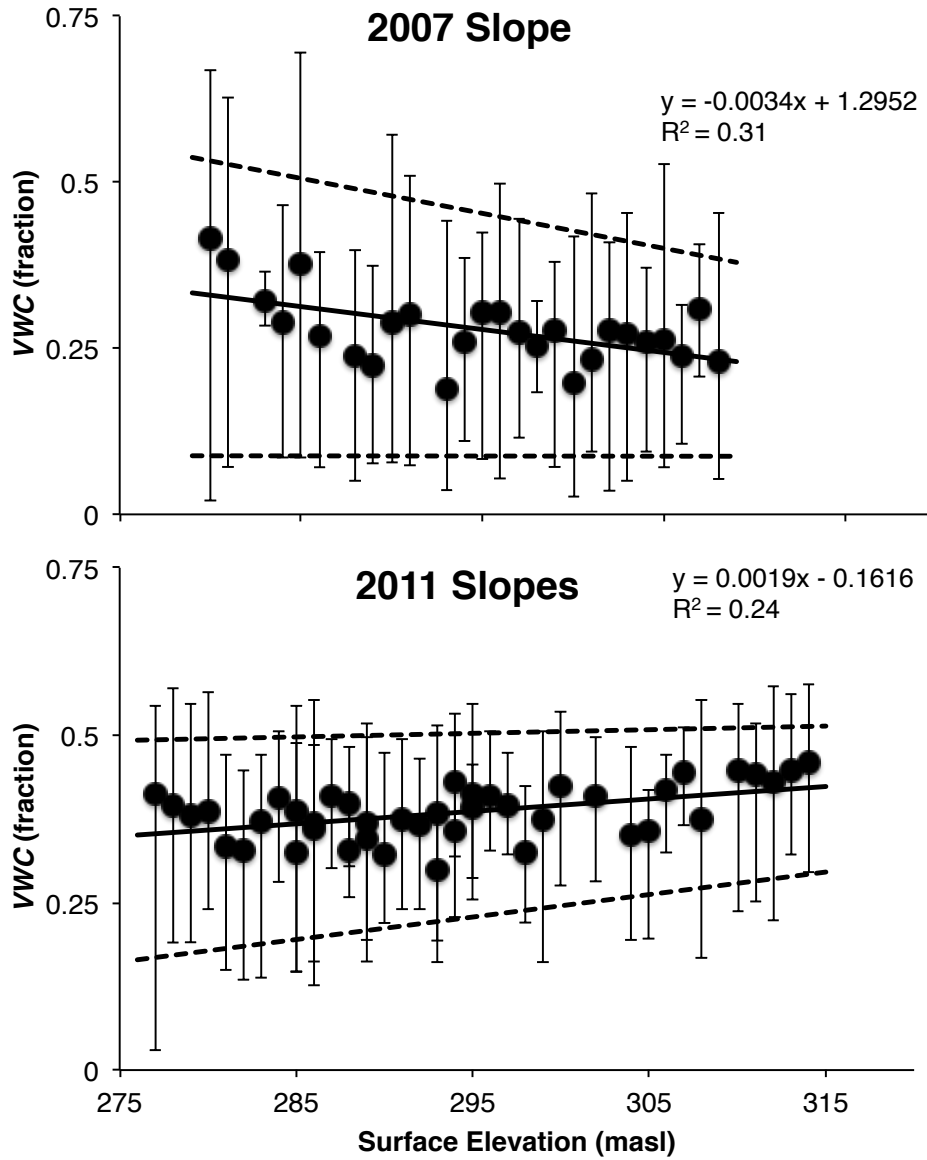 2007 Slope
0.75
y = -0.0034x + 1.2952
R² = 0.31
0.5
VWC (fraction)
0.25
0
275
2011 Slopes
0.75
y = 0.0019x - 0.1616
R² = 0.24
0.5
VWC (fraction)
0.25
0
275 285 295 305 315
Surface Elevation (masl)